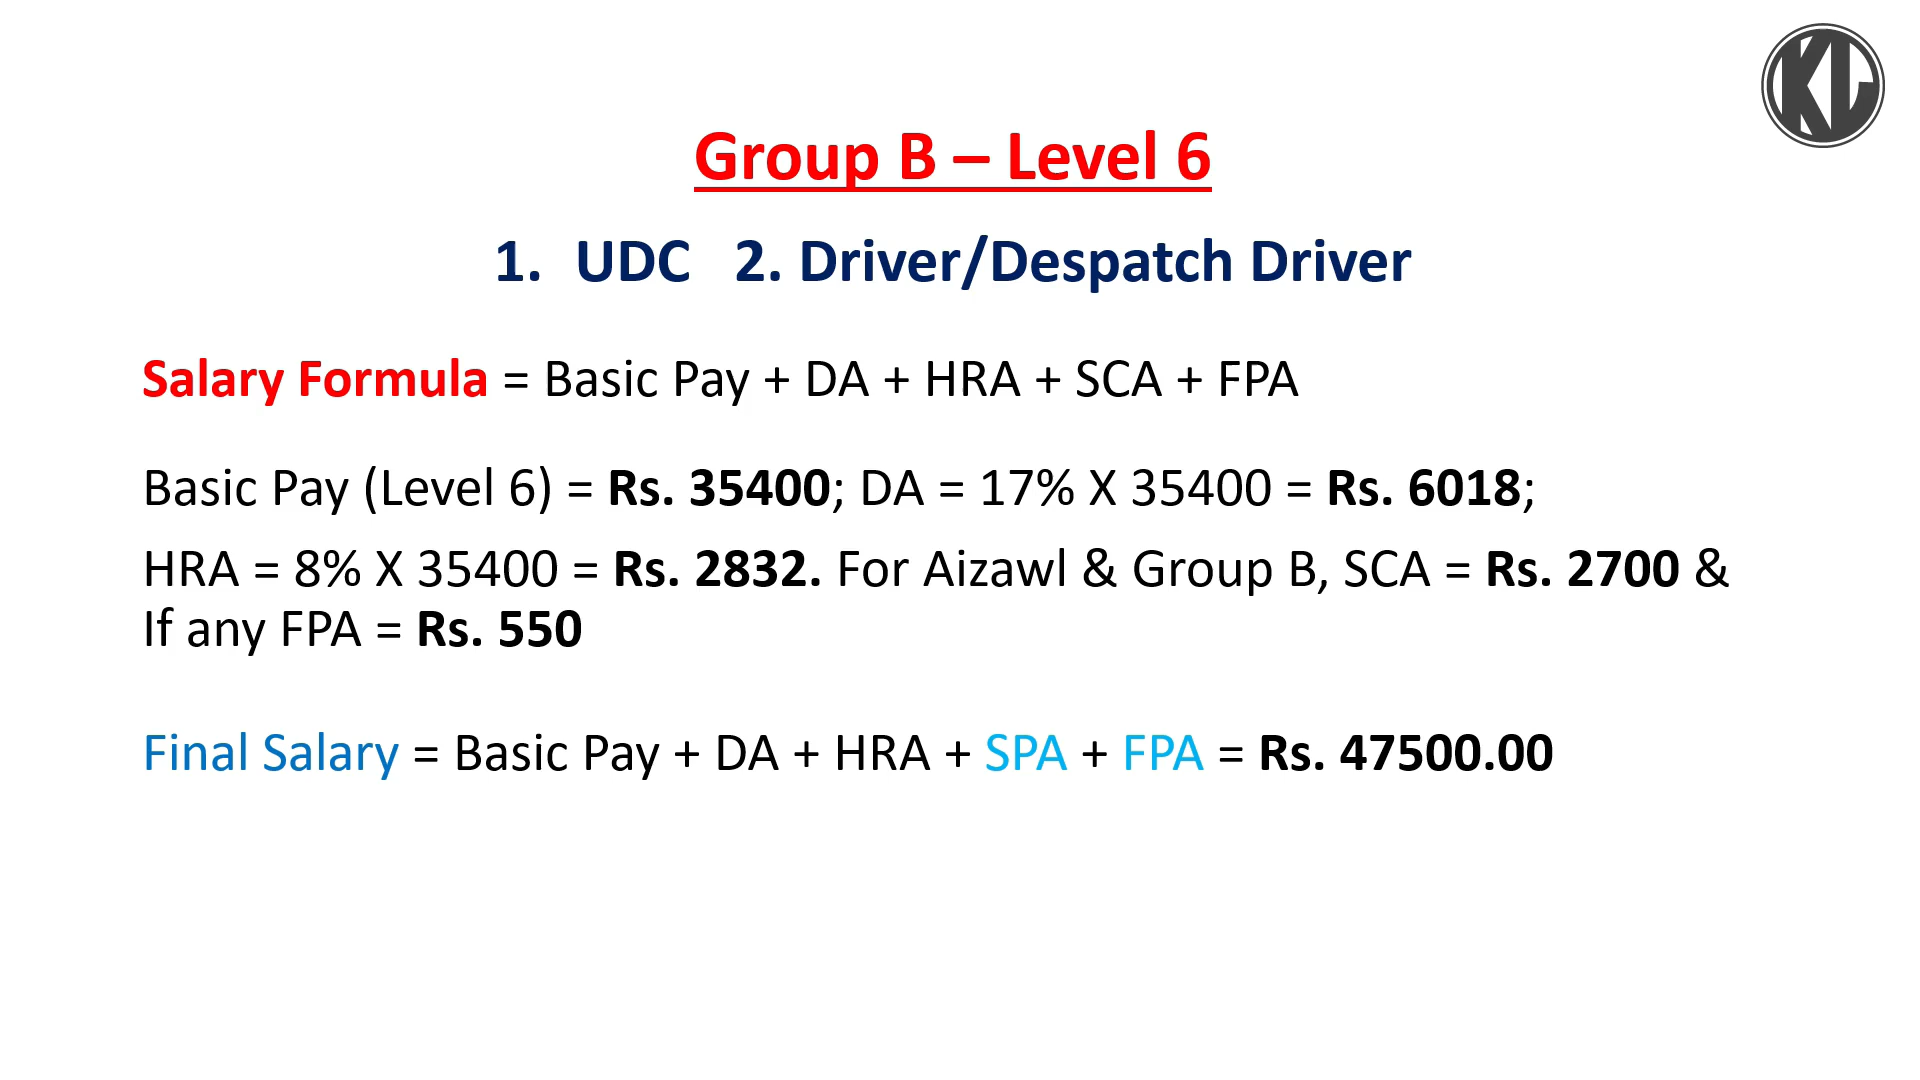 KL
Group B – Level 6
1. UDC 2. Driver/Despatch Driver
Salary Formula = Basic Pay + DA + HRA + SCA + FPA
Basic Pay (Level 6) = Rs. 35400; DA = 17% X 35400 = Rs. 6018;
HRA = 8% X 35400 = Rs. 2832. For Aizawl & Group B, SCA = Rs. 2700 &
If any FPA = Rs. 550
Final Salary = Basic Pay + DA + HRA + SPA + FPA = Rs. 47500.00